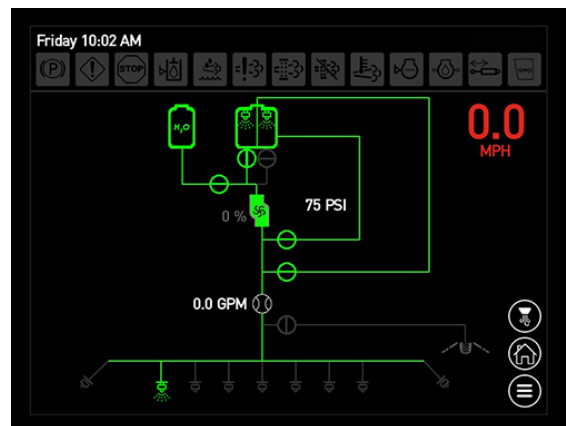 Friday 10:02 AM
(P)
STOP
0.0
MPH
H₂O
75 PSI
0 %
0.0 GPM